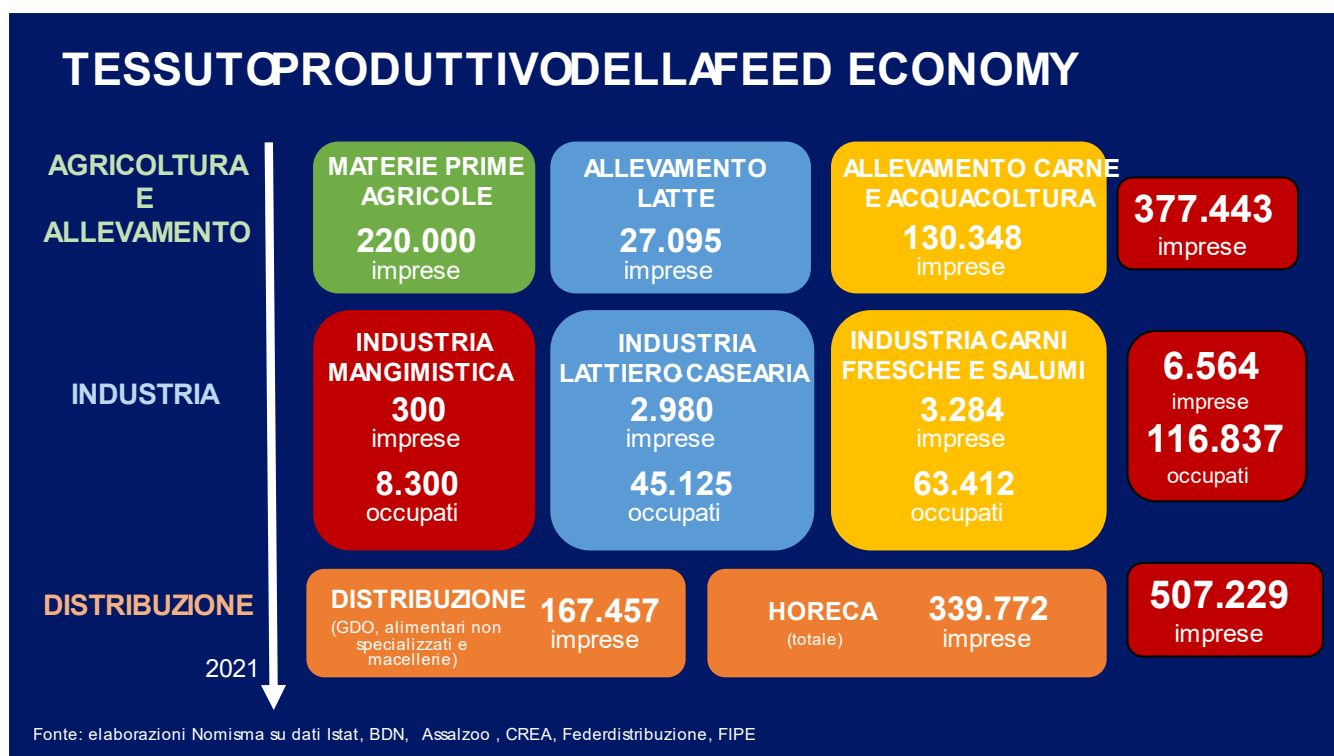 TESSUTO PRODUTTIVO DELLA FEED ECONOMY
AGRICOLTURA
E
ALLEVAMENTO
MATERIE PRIME
AGRICOLE
220.000
imprese
ALLEVAMENTO
LATTE
27.095
imprese
ALLEVAMENTO CARNE
E ACQUACOLTURA
130.348
imprese
377.443
imprese
INDUSTRIA
INDUSTRIA
MANGIMISTICA
300
imprese
8.300
occupati
INDUSTRIA
LATTIERO-CASEARIA
2.980
imprese
45.125
occupati
INDUSTRIA CARNI
FRESCHE E SALUMI
3.284
imprese
63.412
occupati
6.564
imprese
116.837
occupati
DISTRIBUZIONE
DISTRIBUZIONE
(GDO, alimentari non
specializzati e
macellerie)
167.457
imprese
HORECA
(totale)
339.772
imprese
507.229
imprese
2021
Fonte: elaborazioni Nomisma su dati Istat, BDN, Assalzoo , CREA, Federdistribuzione, FIPE